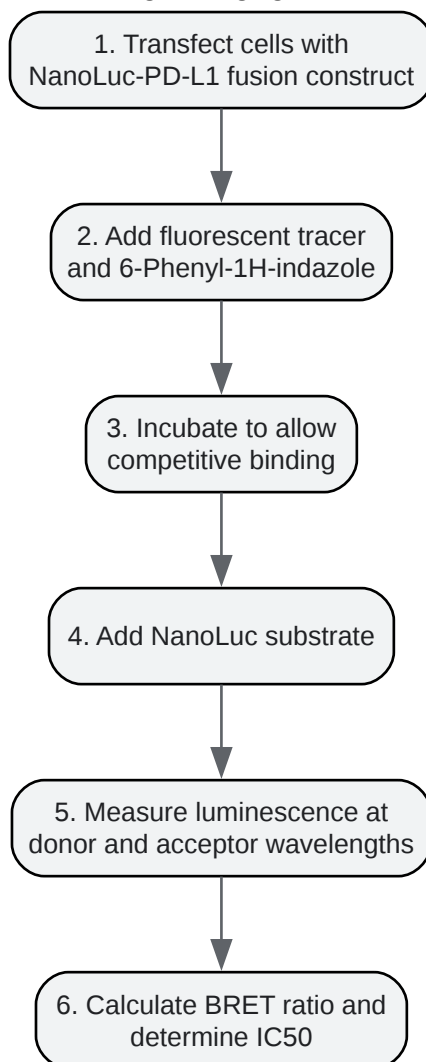 1. Transfect cells with
NanoLuc-PD-L1 fusion construct
2. Add fluorescent tracer
and 6-Phenyl-1H-indazole
3. Incubate to allow
competitive binding
4. Add NanoLuc substrate
5. Measure luminescence at
donor and acceptor wavelengths
6. Calculate BRET ratio and
determine IC50